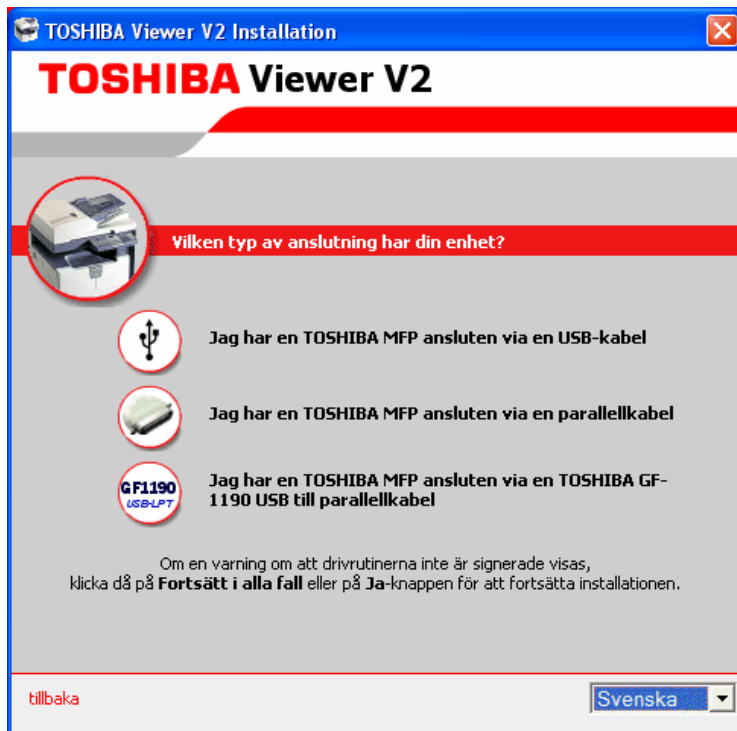 TOSHIBA Viewer V2 Installation
TOSHIBA Viewer V2
Vilken typ av anslutning har din enhet?
Jag har en TOSHIBA MFP ansluten via en USB-kabel
Jag har en TOSHIBA MFP ansluten via en parallellkabel
GF1190
USB-LPT
Jag har en TOSHIBA MFP ansluten via en TOSHIBA GF-
1190 USB till parallellkabel
Om en varning om att drivrutinerna inte är signerade visas,
klicka då på Fortsätt i alla fall eller på Ja-knappen för att fortsätta installationen.
tillbaka
Svenska